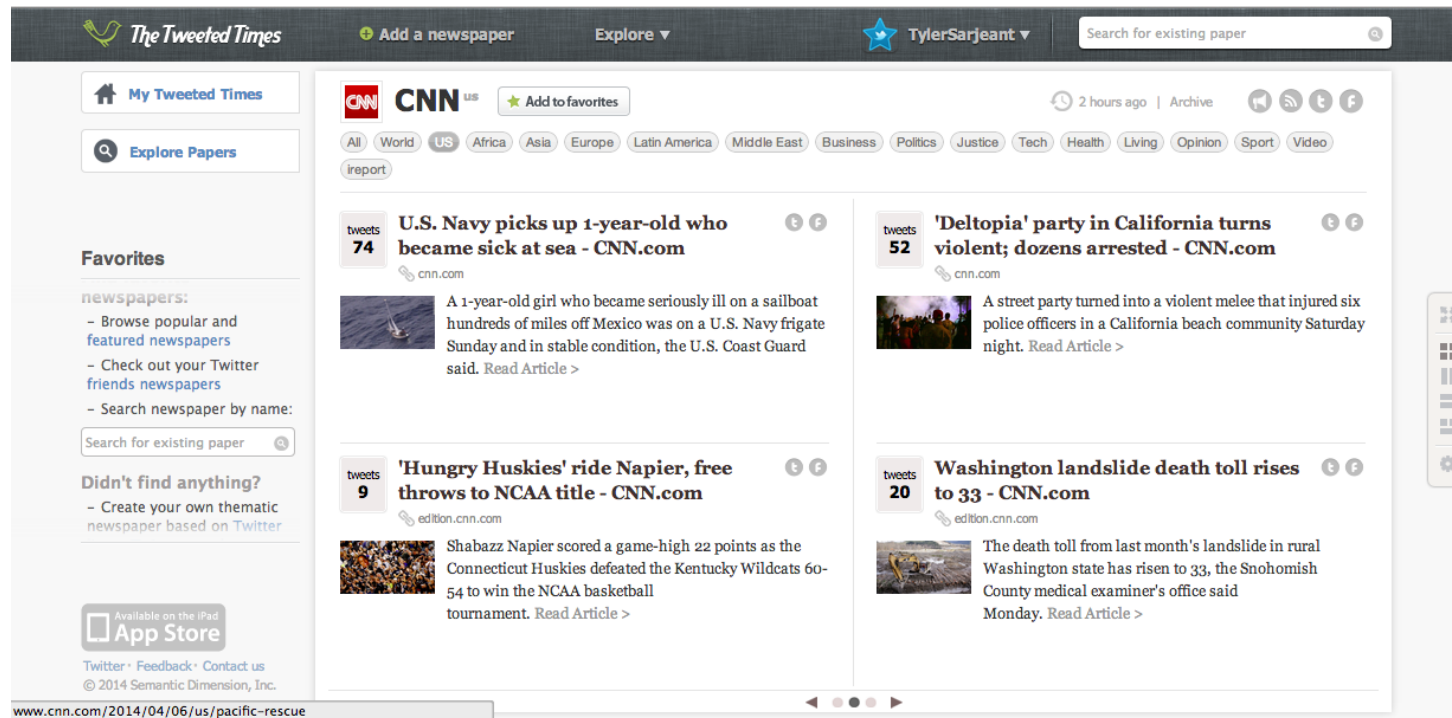 The Tweeted Times
Add a newspaper
Explore ▼
TylerSarjeant ▼
Search for existing paper
My Tweeted Times
Explore Papers
Favorites
newspapers:
– Browse popular and
featured newspapers
– Check out your Twitter
friends newspapers
– Search newspaper by name:
Search for existing paper
Didn't find anything?
– Create your own thematic
newspaper based on Twitter
Available on the iPad
App Store
Twitter · Feedback · Contact us
© 2014 Semantic Dimension, Inc.
CNN
CNN us
Add to favorites
2 hours ago | Archive
All World US Africa Asia Europe Latin America Middle East Business Politics Justice Tech Health Living Opinion Sport Video
ireport
tweets
74
U.S. Navy picks up 1-year-old who
became sick at sea - CNN.com
cnn.com
A 1-year-old girl who became seriously ill on a sailboat
hundreds of miles off Mexico was on a U.S. Navy frigate
Sunday and in stable condition, the U.S. Coast Guard
said. Read Article >
tweets
52
'Deltopia' party in California turns
violent; dozens arrested - CNN.com
cnn.com
A street party turned into a violent melee that injured six
police officers in a California beach community Saturday
night. Read Article >
tweets
9
'Hungry Huskies' ride Napier, free
throws to NCAA title - CNN.com
edition.cnn.com
Shabazz Napier scored a game-high 22 points as the
Connecticut Huskies defeated the Kentucky Wildcats 60-
54 to win the NCAA basketball
tournament. Read Article >
tweets
20
Washington landslide death toll rises
to 33 - CNN.com
edition.cnn.com
The death toll from last month's landslide in rural
Washington state has risen to 33, the Snohomish
County medical examiner's office said
Monday. Read Article >
www.cnn.com/2014/04/06/us/pacific-rescue